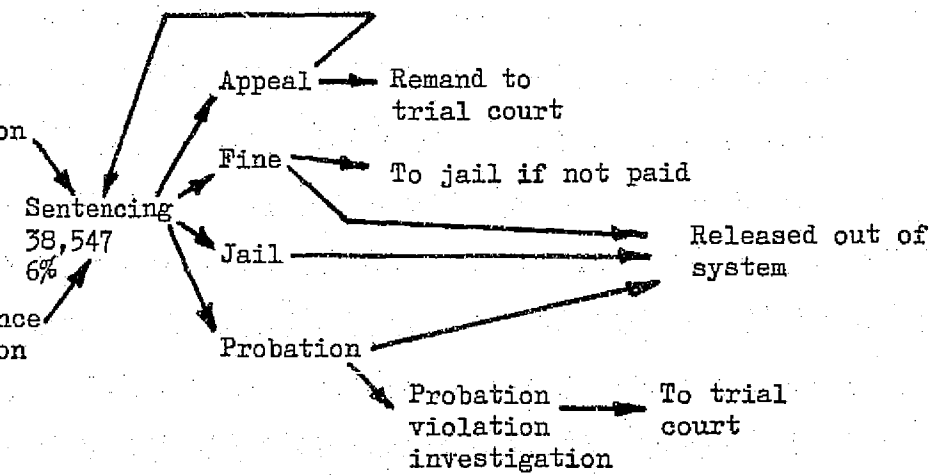 Appeal
Remand to
trial court
on
Fine
To jail if not paid
Sentencing
38,547
6%
Jail
Released out of
system
nce
on
Probation
Probation
violation
investigation
To trial
court